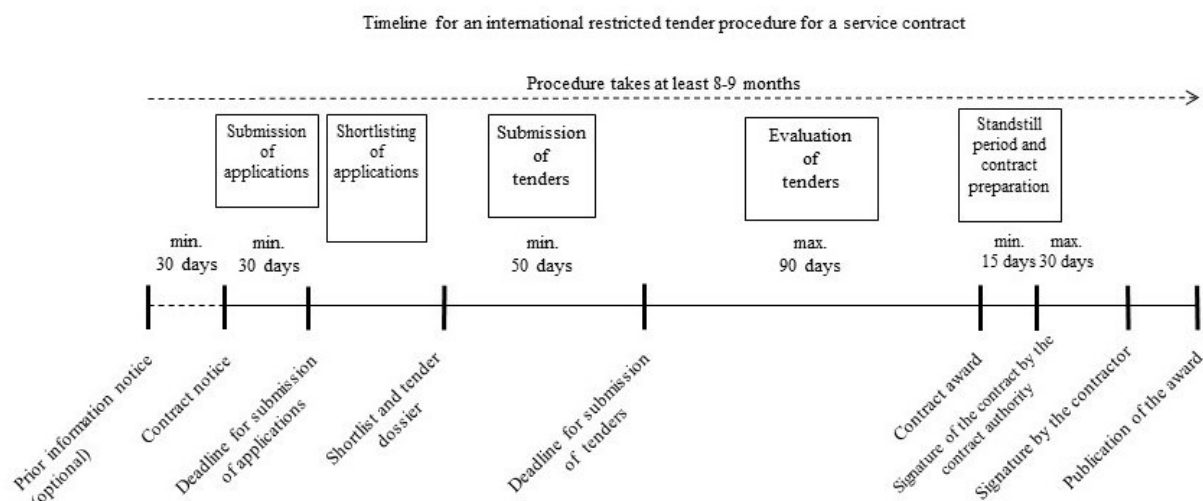 Timeline for an international restricted tender procedure for a service contract
Procedure takes at least 8-9 months
Submission
of
applications
Shortlisting
of
applications
Submission
of
tenders
Evaluation
of
tenders
Standstill
period and
contract
preparation
min.
30 days
min.
30 days
min.
50 days
max.
90 days
min.
15 days
max.
30 days
Prior information notice
(optional)
Contract notice
Deadline for submission
of applications
Shortlist and tender
dossier
Deadline for submission
of tenders
Contract award
Signature of the contract by the
contract authority
Signature by the contractor
Publication of the award